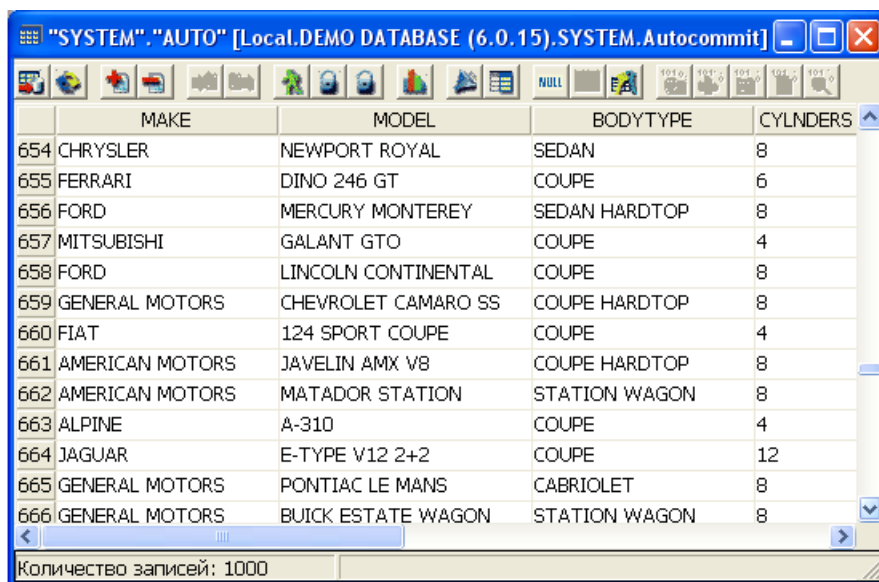 "SYSTEM"."AUTO" [Local.DEMO DATABASE (6.0.15).SYSTEM.Autocommit]
NULL
MAKE MODEL BODYTYPE CYLNDERS
654 CHRYSLER NEWPORT ROYAL SEDAN 8
655 FERRARI DINO 246 GT COUPE 6
656 FORD MERCURY MONTEREY SEDAN HARDTOP 8
657 MITSUBISHI GALANT GTO COUPE 4
658 FORD LINCOLN CONTINENTAL COUPE 8
659 GENERAL MOTORS CHEVROLET CAMARO SS COUPE HARDTOP 8
660 FIAT 124 SPORT COUPE COUPE 4
661 AMERICAN MOTORS JAVELIN AMX V8 COUPE HARDTOP 8
662 AMERICAN MOTORS MATADOR STATION STATION WAGON 8
663 ALPINE A-310 COUPE 4
664 JAGUAR E-TYPE V12 2+2 COUPE 12
665 GENERAL MOTORS PONTIAC LE MANS CABRIOLET 8
666 GENERAL MOTORS BUICK ESTATE WAGON STATION WAGON 8
Количество записей: 1000